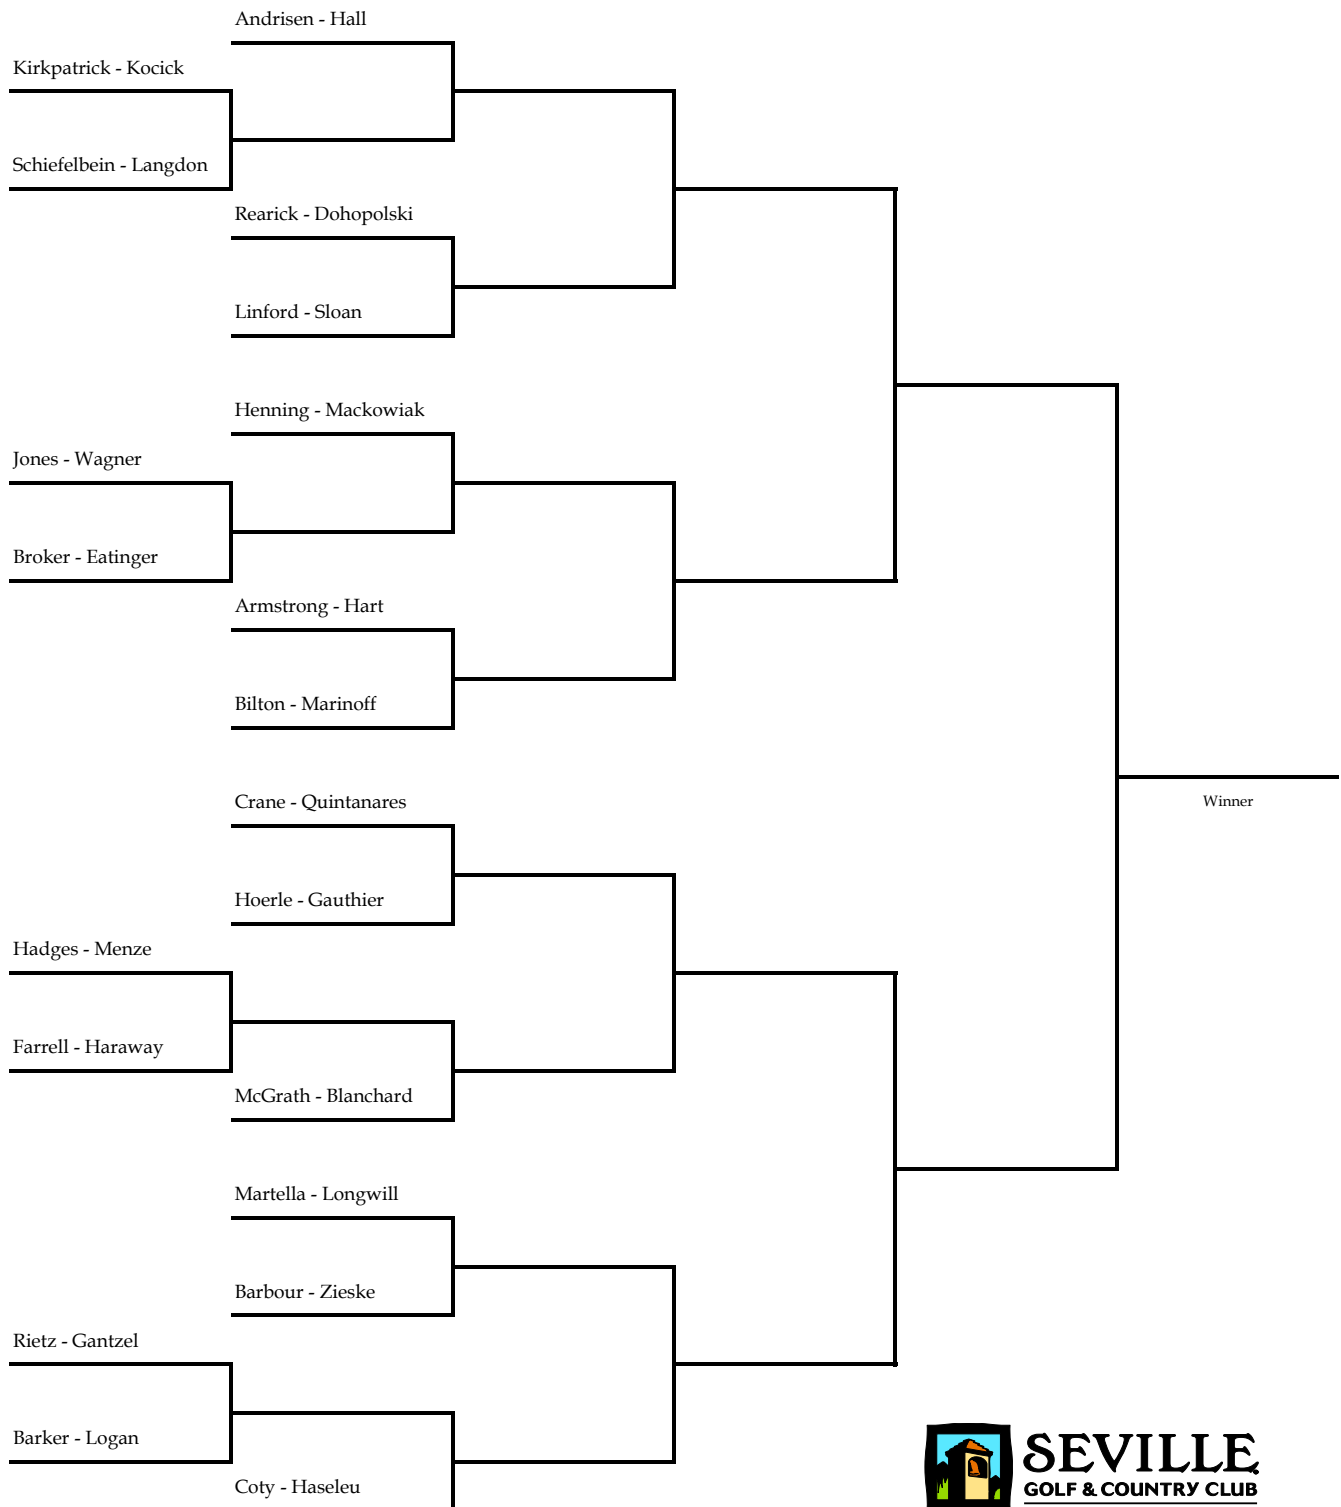 Andrisen - Hall
Kirkpatrick - Kocick
Schiefelbein - Langdon
Rearick - Dohopolski
Linford - Sloan
Henning - Mackowiak
Jones - Wagner
Broker - Eatinger
Armstrong - Hart
Bilton - Marinoff
Crane - Quintanares
Winner
Hoerle - Gauthier
Hadges - Menze
Farrell - Haraway
McGrath - Blanchard
Martella - Longwill
Barbour - Zieske
Rietz - Gantzel
Barker - Logan
Coty - Haseleu
SEVILLE
GOLF & COUNTRY CLUB